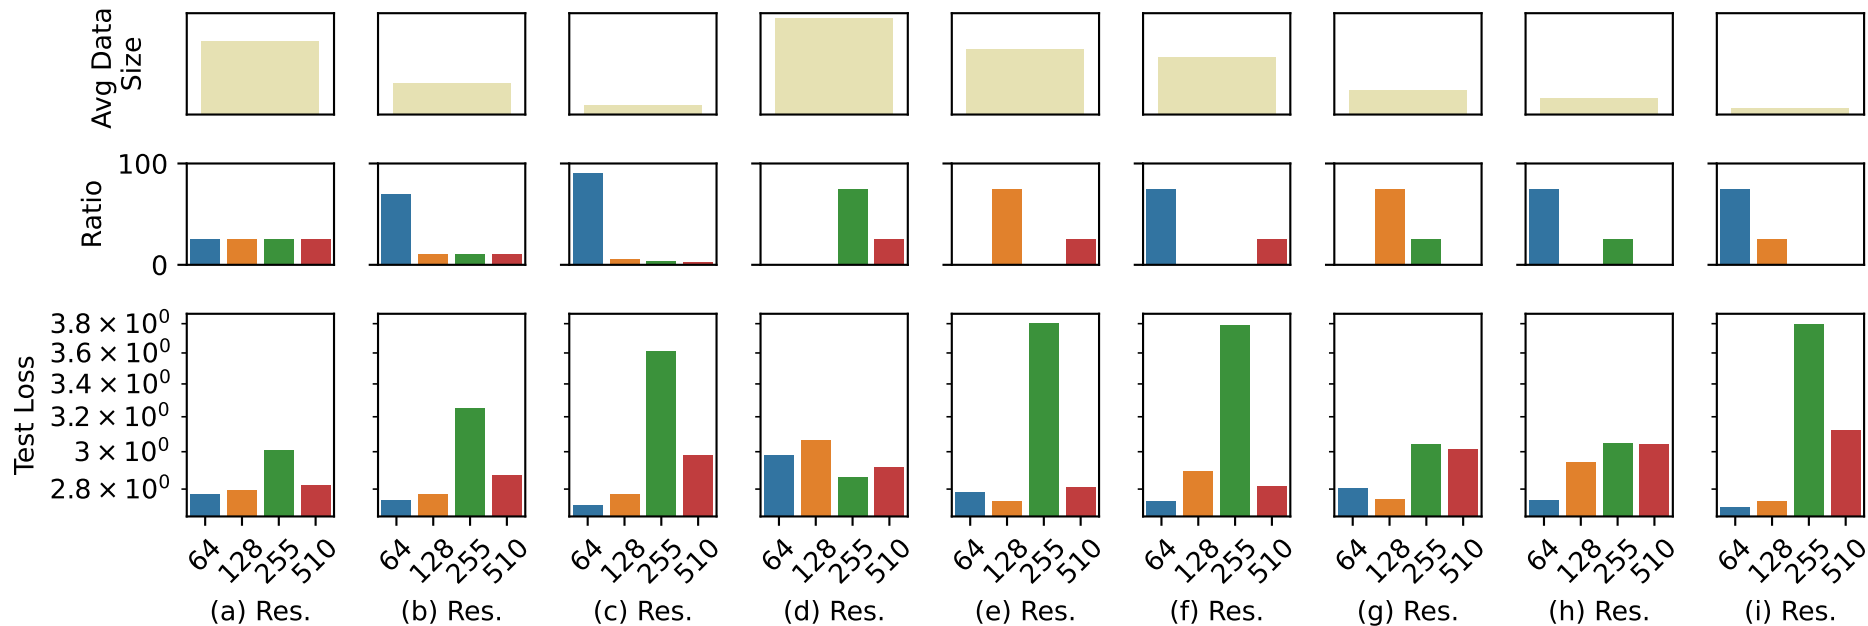 Avg Data
Size
Ratio
100
0
Test Loss
3.8 × 10⁰
3.6 × 10⁰
3.4 × 10⁰
3.2 × 10⁰
3 × 10⁰
2.8 × 10⁰
64 128 255 510 64 128 255 510 64 128 255 510 64 128 255 510 64 128 255 510 64 128 255 510 64 128 255 510 64 128 255 510 64 128 255 510
(a) Res. (b) Res. (c) Res. (d) Res. (e) Res. (f) Res. (g) Res. (h) Res. (i) Res.